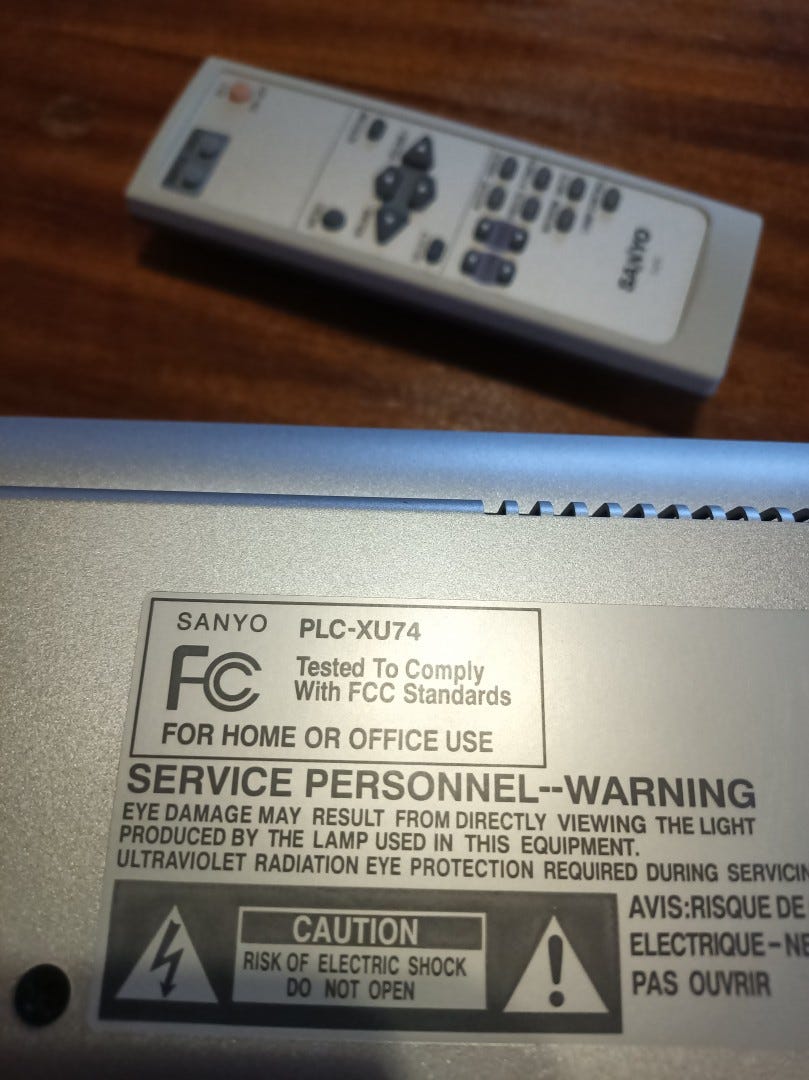 SANYO
SANYO PLC-XU74
FC
Tested To Comply
With FCC Standards
FOR HOME OR OFFICE USE
SERVICE PERSONNEL--WARNING
EYE DAMAGE MAY RESULT FROM DIRECTLY VIEWING THE LIGHT
PRODUCED BY THE LAMP USED IN THIS EQUIPMENT.
ULTRAVIOLET RADIATION EYE PROTECTION REQUIRED DURING SERVICIN
CAUTION
RISK OF ELECTRIC SHOCK
DO NOT OPEN
AVIS:RISQUE DE
ELECTRIQUE-NE
PAS OUVRIR